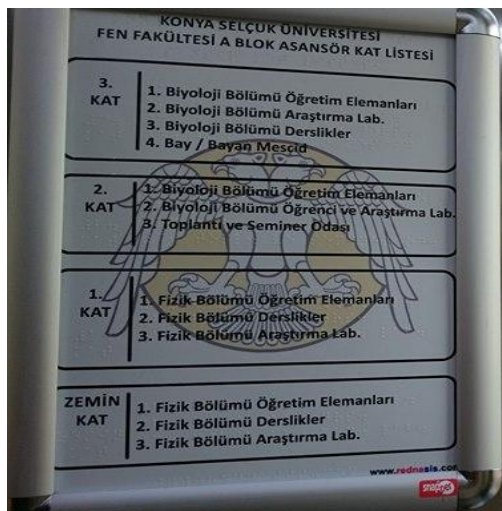 KONYA SELÇUK ÜNİVERSİTESİ
FEN FAKÜLTESİ A BLOK ASANSÖR KAT LİSTESİ
3.
KAT
1. Biyoloji Bölümü Öğretim Elemanları
2. Biyoloji Bölümü Araştırma Lab.
3. Biyoloji Bölümü Derslikler
4. Bay / Bayan Mescid
2.
KAT
1. Biyoloji Bölümü Öğretim Elemanları
2. Biyoloji Bölümü Öğrenci ve Araştırma Lab.
3. Toplantı ve Seminer Odası
1.
KAT
1. Fizik Bölümü Öğretim Elemanları
2. Fizik Bölümü Derslikler
3. Fizik Bölümü Araştırma Lab.
ZEMİN
KAT
1. Fizik Bölümü Öğretim Elemanları
2. Fizik Bölümü Derslikler
3. Fizik Bölümü Araştırma Lab.
www.rednasis.com